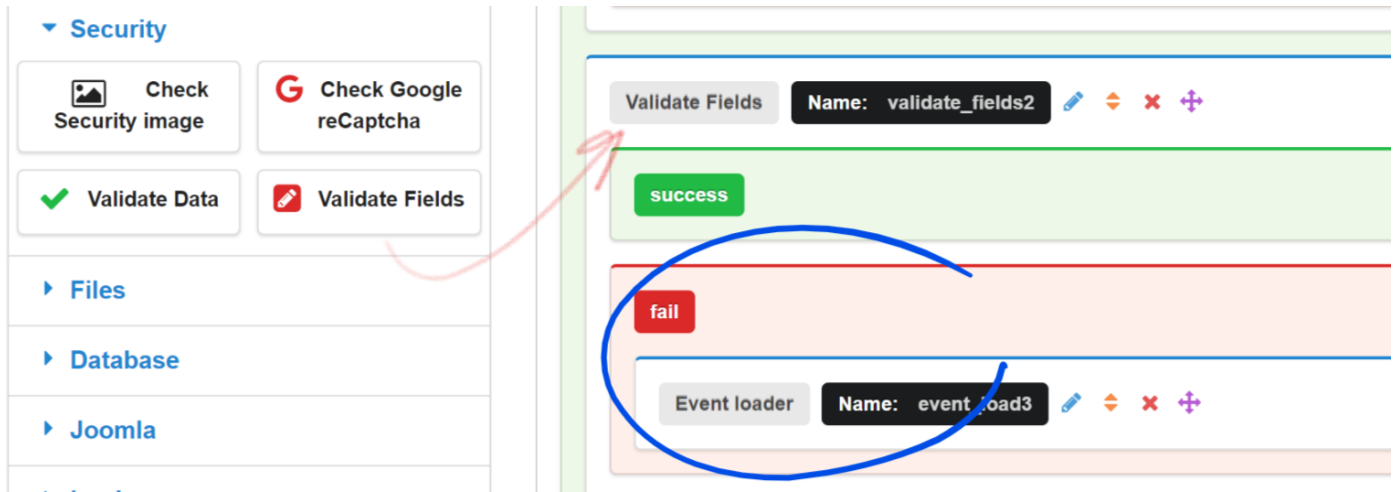 Security
Check
Security image
Check Google
reCaptcha
Validate Data
Validate Fields
Files
Database
Joomla
Validate Fields
Name: validate_fields2
success
fail
Event loader
Name: event_load3